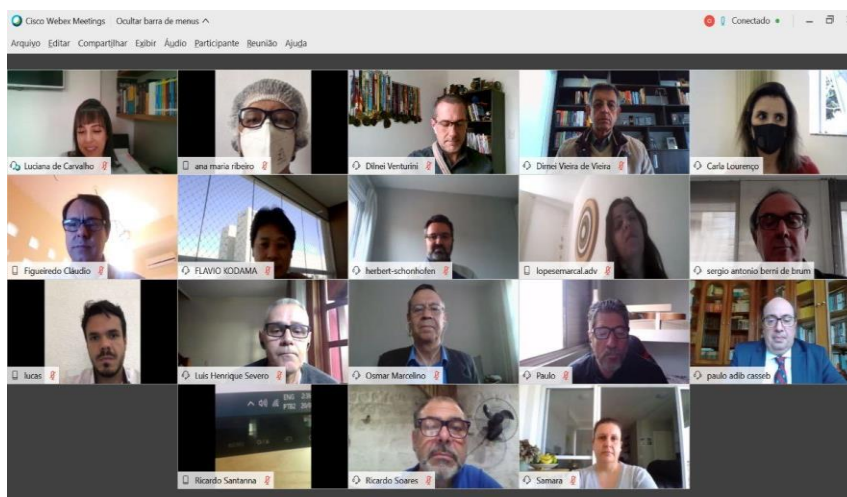 Cisco Webex Meetings Ocultar barra de menus
Conectado
Arquivo Editar Compartilhar Exibir Áudio Participante Reunião Ajuda
Luciana de Carvalho
ana maria ribeiro
Dilnei Venturini
Dirnei Vieira de Vieira
Carla Lourenço
Figueiredo Cláudio
FLAVIO KODAMA
herbert-schonhofen
lopesemarcal.adv
sergio antonio berni de brum
lucas
Luis Henrique Severo
Osmar Marcelino
Paulo
paulo adib casseb
ENG
PTB2
Ricardo Santanna
Ricardo Soares
Samara